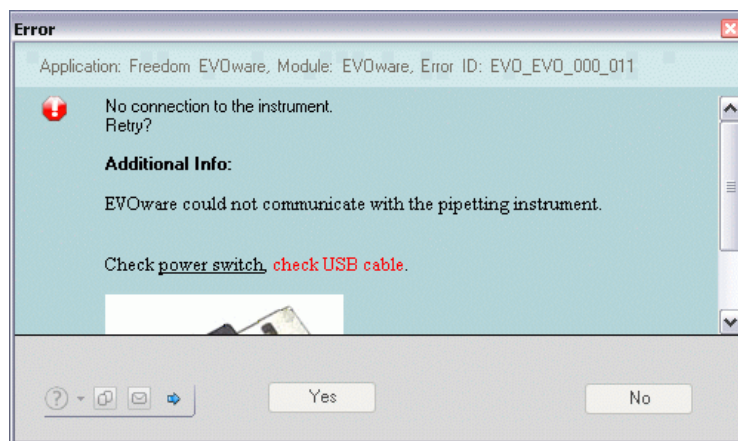 Error
Application: Freedom EVOware, Module: EVOware, Error ID: EVO_EVO_000_011
No connection to the instrument.
Retry?
Additional Info:
EVOware could not communicate with the pipetting instrument.
Check power switch, check USB cable.
Yes
No